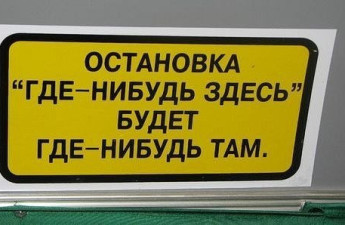 ОСТАНОВКА
“ГДЕ-НИБУДЬ ЗДЕСЬ”
БУДЕТ
ГДЕ-НИБУДЬ ТАМ.